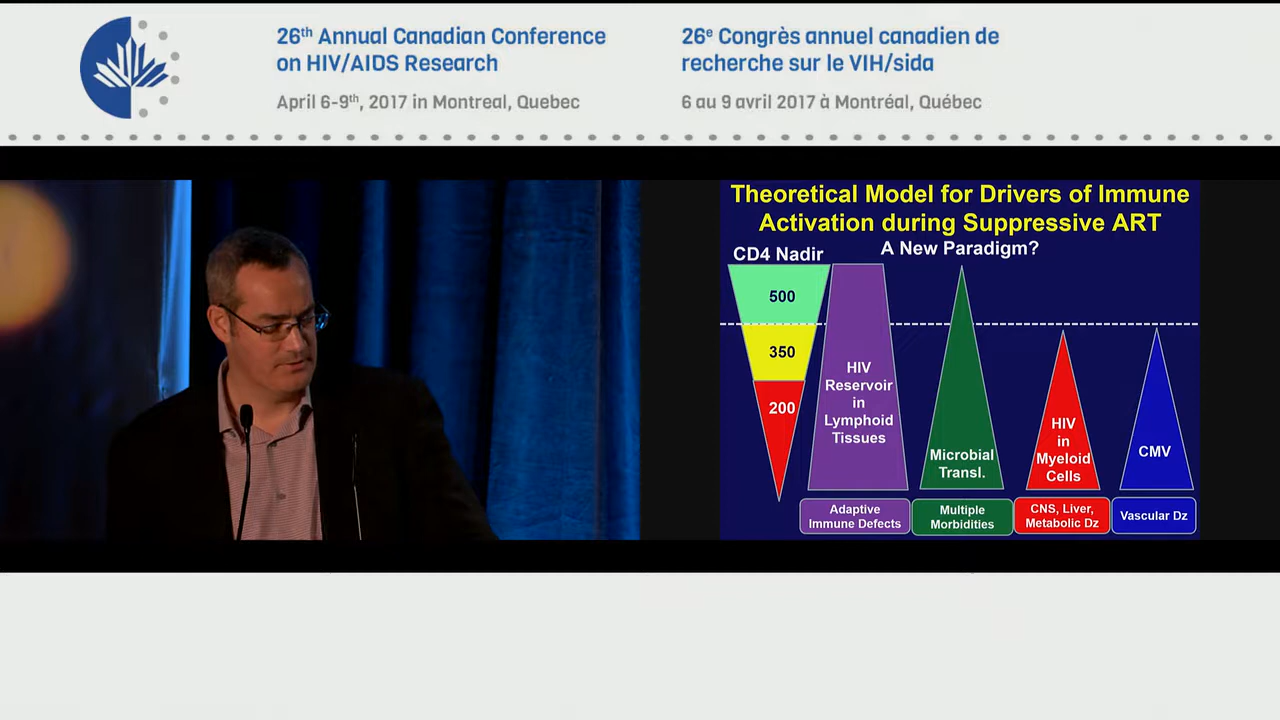 26th Annual Canadian Conference
on HIV/AIDS Research
April 6-9th, 2017 in Montreal, Quebec
26e Congrès annuel canadien de
recherche sur le VIH/sida
6 au 9 avril 2017 à Montréal, Québec
Theoretical Model for Drivers of Immune
Activation during Suppressive ART
A New Paradigm?
CD4 Nadir
500
350
200
HIV
Reservoir
in
Lymphoid
Tissues
Microbial
Transl.
HIV
in
Myeloid
Cells
CMV
Adaptive
Immune Defects
Multiple
Morbidities
CNS, Liver,
Metabolic Dz
Vascular Dz